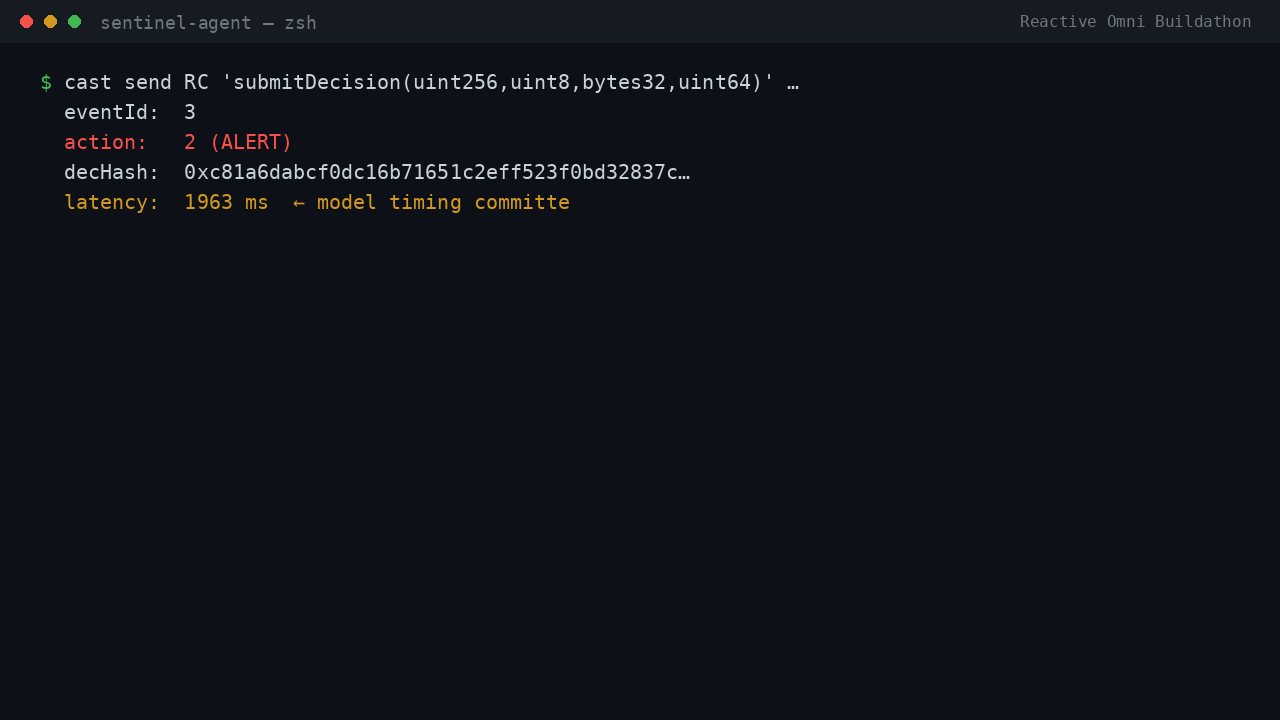 sentinel-agent — zsh
Reactive Omni Buildathon
$ cast send RC 'submitDecision(uint256,uint8,bytes32,uint64)' …
eventId: 3
action: 2 (ALERT)
decHash: 0xc81a6dabcf0dc16b71651c2eff523f0bd32837c…
latency: 1963 ms ← model timing committe